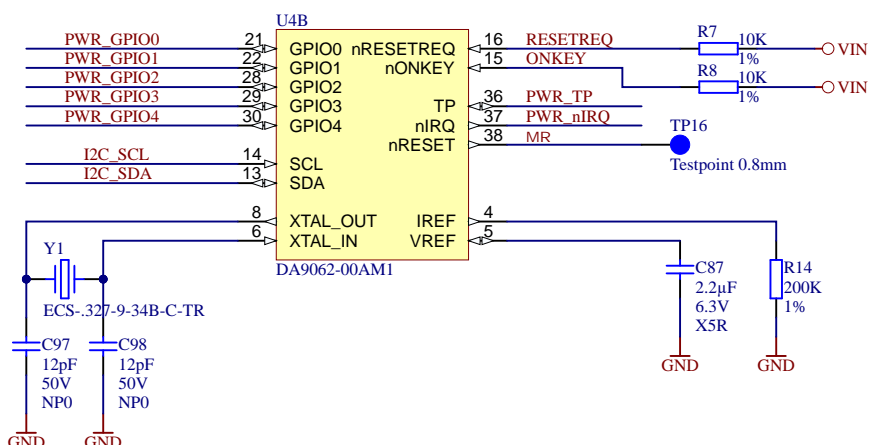 U4B
PWR_GPIO0 21 GPIO0 nRESETREQ 16 RESETREQ R7 10K 1% VIN
PWR_GPIO1 22 GPIO1 nONKEY 15 ONKEY
PWR_GPIO2 28 GPIO2 R8 10K 1% VIN
PWR_GPIO3 29 GPIO3 TP 36 PWR_TP
PWR_GPIO4 30 GPIO4 nIRQ 37 PWR_nIRQ TP16
nRESET 38 MR
I2C_SCL 14 SCL Testpoint 0.8mm
I2C_SDA 13 SDA
8 XTAL_OUT IREF 4
6 XTAL_IN VREF 5
Y1
DA9062-00AM1
ECS-.327-9-34B-C-TR
C87
2.2µF
6.3V
X5R
R14
200K
1%
C97
12pF
50V
NP0
C98
12pF
50V
NP0
GND
GND
GND
GND